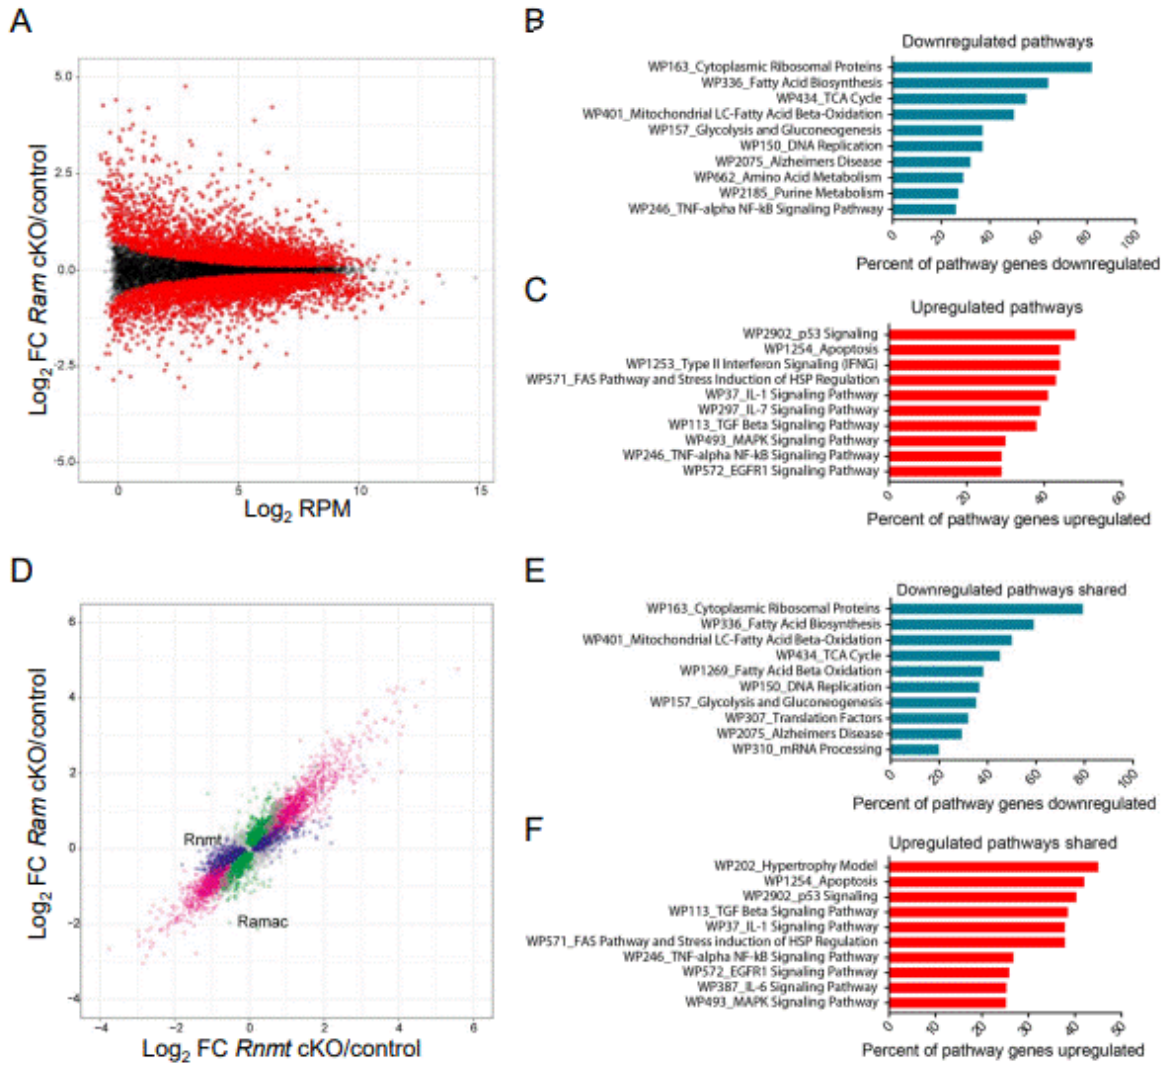 A
5.0
2.5
0.0
-2.5
-5.0
Log2 FC Ram cKO/control
0 5 10 15
Log2 RPM
B
Downregulated pathways
WP163_Cytoplasmic Ribosomal Proteins
WP336_Fatty Acid Biosynthesis
WP434_TCA Cycle
WP401_Mitochondrial LC-Fatty Acid Beta-Oxidation
WP157_Glycolysis and Gluconeogenesis
WP150_DNA Replication
WP2075_Alzheimers Disease
WP662_Amino Acid Metabolism
WP2185_Purine Metabolism
WP246_TNF-alpha NF-kB Signaling Pathway
0 20 40 60 80 100
Percent of pathway genes downregulated
C
Upregulated pathways
WP2902_p53 Signaling
WP1254_Apoptosis
WP1253_Type II Interferon Signaling (IFNG)
WP571_FAS Pathway and Stress Induction of HSP Regulation
WP37_IL-1 Signaling Pathway
WP297_IL-7 Signaling Pathway
WP113_TGF Beta Signaling Pathway
WP493_MAPK Signaling Pathway
WP246_TNF-alpha NF-kB Signaling Pathway
WP572_EGFR1 Signaling Pathway
0 20 40 60
Percent of pathway genes upregulated
D
6
4
2
0
-2
-4
Log2 FC Ram cKO/control
Rnmt
Ramac
-4 -2 0 2 4 6
Log2 FC Rnmt cKO/control
E
Downregulated pathways shared
WP163_Cytoplasmic Ribosomal Proteins
WP336_Fatty Acid Biosynthesis
WP401_Mitochondrial LC-Fatty Acid Beta-Oxidation
WP434_TCA Cycle
WP1269_Fatty Acid Beta Oxidation
WP150_DNA Replication
WP157_Glycolysis and Gluconeogenesis
WP307_Translation Factors
WP2075_Alzheimers Disease
WP310_mRNA Processing
0 20 40 60 80 100
Percent of pathway genes downregulated
F
Upregulated pathways shared
WP202_Hypertrophy Model
WP1254_Apoptosis
WP2902_p53 Signaling
WP113_TGF Beta Signaling Pathway
WP37_IL-1 Signaling Pathway
WP571_FAS Pathway and Stress induction of HSP Regulation
WP246_TNF-alpha NF-kB Signaling Pathway
WP572_EGFR1 Signaling Pathway
WP387_IL-6 Signaling Pathway
WP493_MAPK Signaling Pathway
0 10 20 30 40 50
Percent of pathway genes upregulated